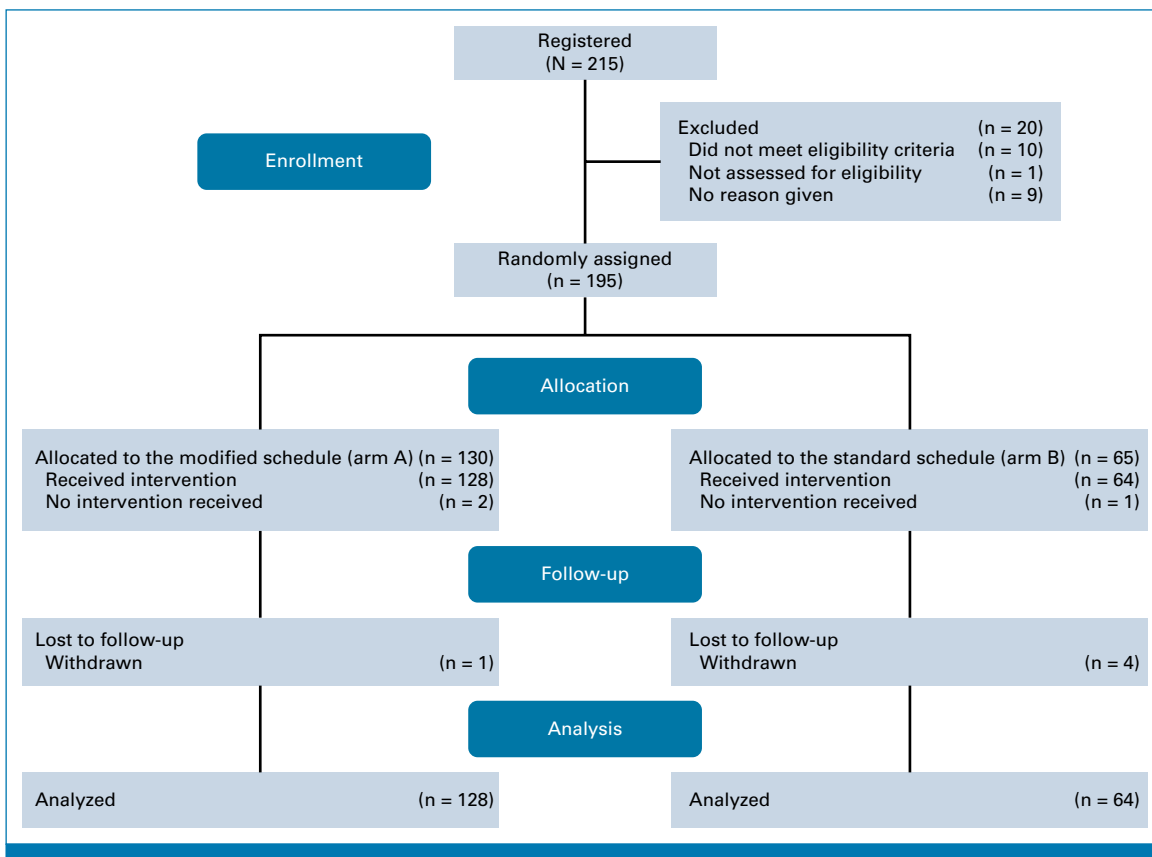 Registered
(N = 215)
Enrollment
Excluded (n = 20)
Did not meet eligibility criteria (n = 10)
Not assessed for eligibility (n = 1)
No reason given (n = 9)
Randomly assigned
(n = 195)
Allocation
Allocated to the modified schedule (arm A) (n = 130)
Received intervention (n = 128)
No intervention received (n = 2)
Allocated to the standard schedule (arm B) (n = 65)
Received intervention (n = 64)
No intervention received (n = 1)
Follow-up
Lost to follow-up
Withdrawn (n = 1)
Lost to follow-up
Withdrawn (n = 4)
Analysis
Analyzed (n = 128)
Analyzed (n = 64)